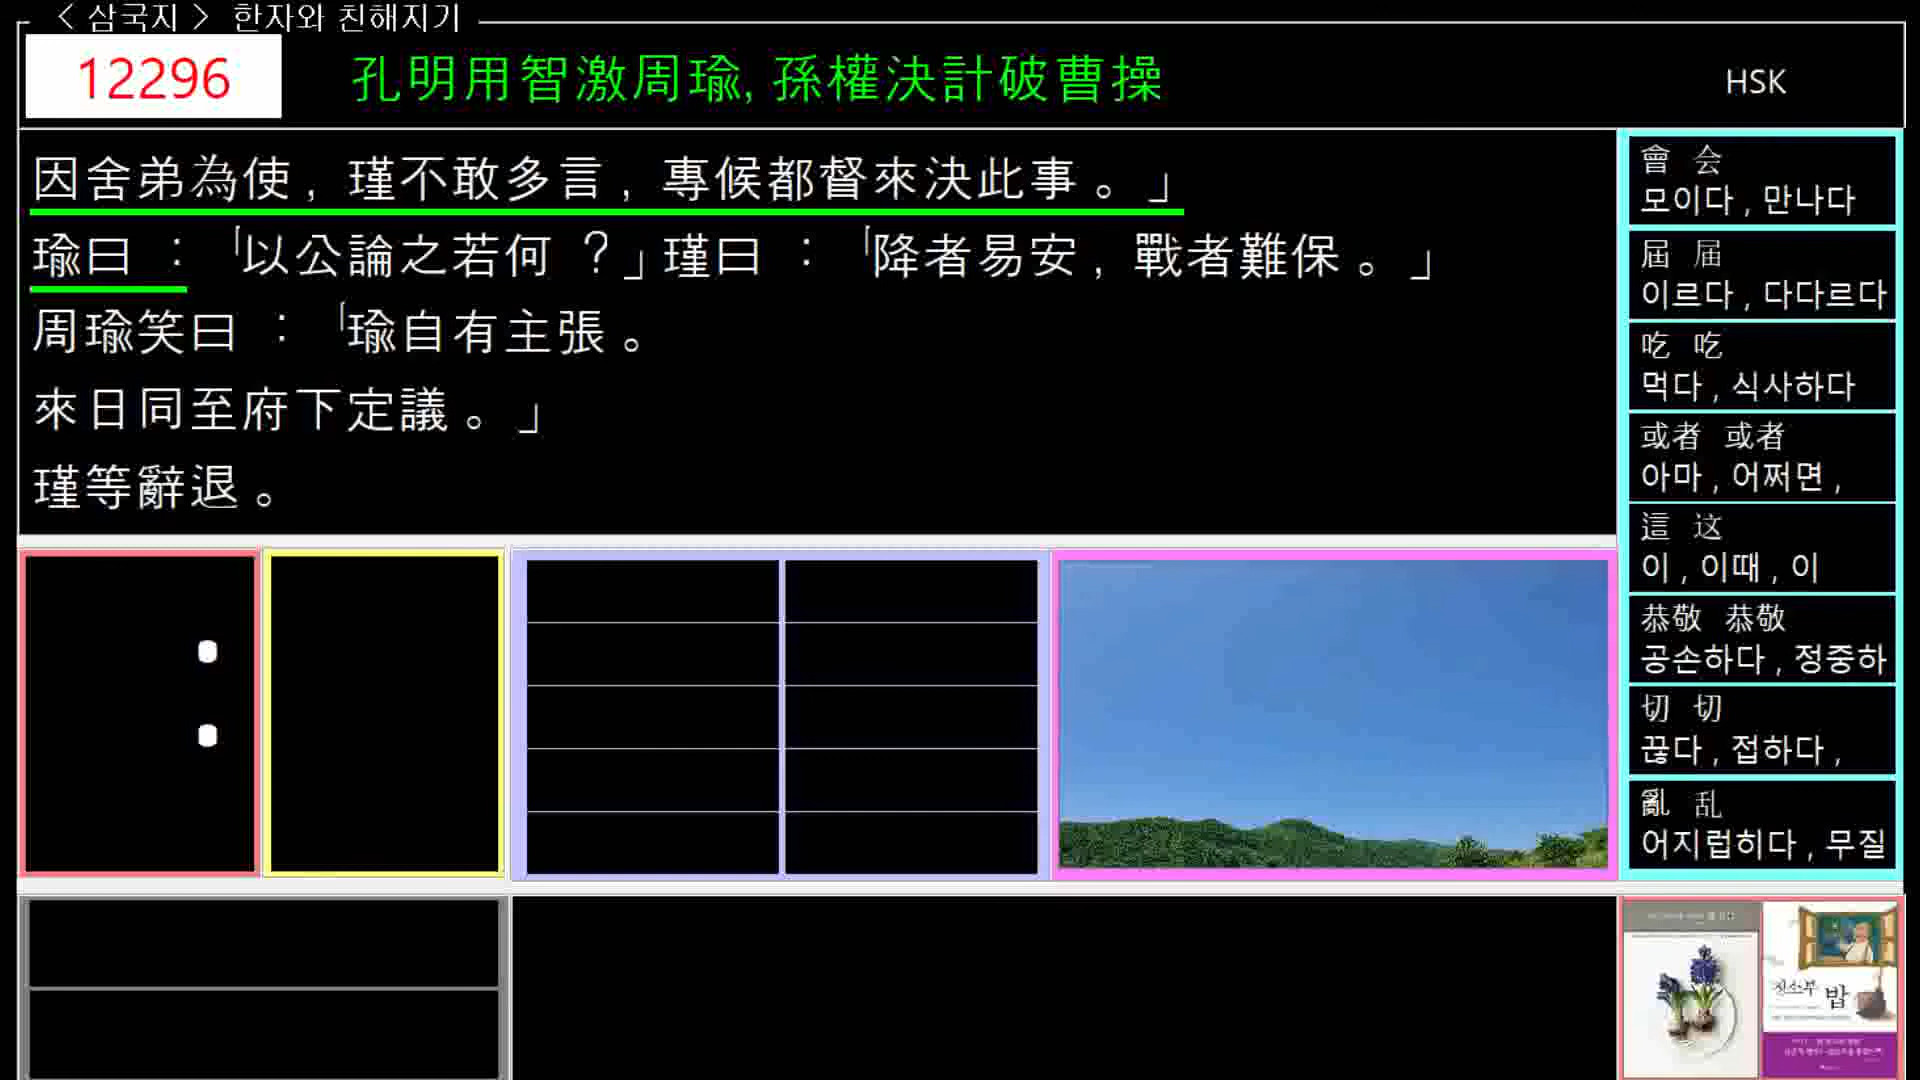 < 삼국지 > 한자와 친해지기
12296
孔明用智激周瑜, 孫權決計破曹操
HSK
因舍弟為使, 瑾不敢多言, 專候都督來決此事。」
瑜曰 : 「以公論之若何 ?」瑾曰 : 「降者易安, 戰者難保。」
周瑜笑曰 : 「瑜自有主張。
來日同至府下定議。」
瑾等辭退。
:
會 会
모이다 , 만나다
屆 届
이르다 , 다다르다
吃 吃
먹다 , 식사하다
或者 或者
아마 , 어쩌면 ,
這 这
이 , 이때 , 이
恭敬 恭敬
공손하다 , 정중하
切 切
끊다 , 접하다 ,
亂 乱
어지럽히다 , 무질
밥